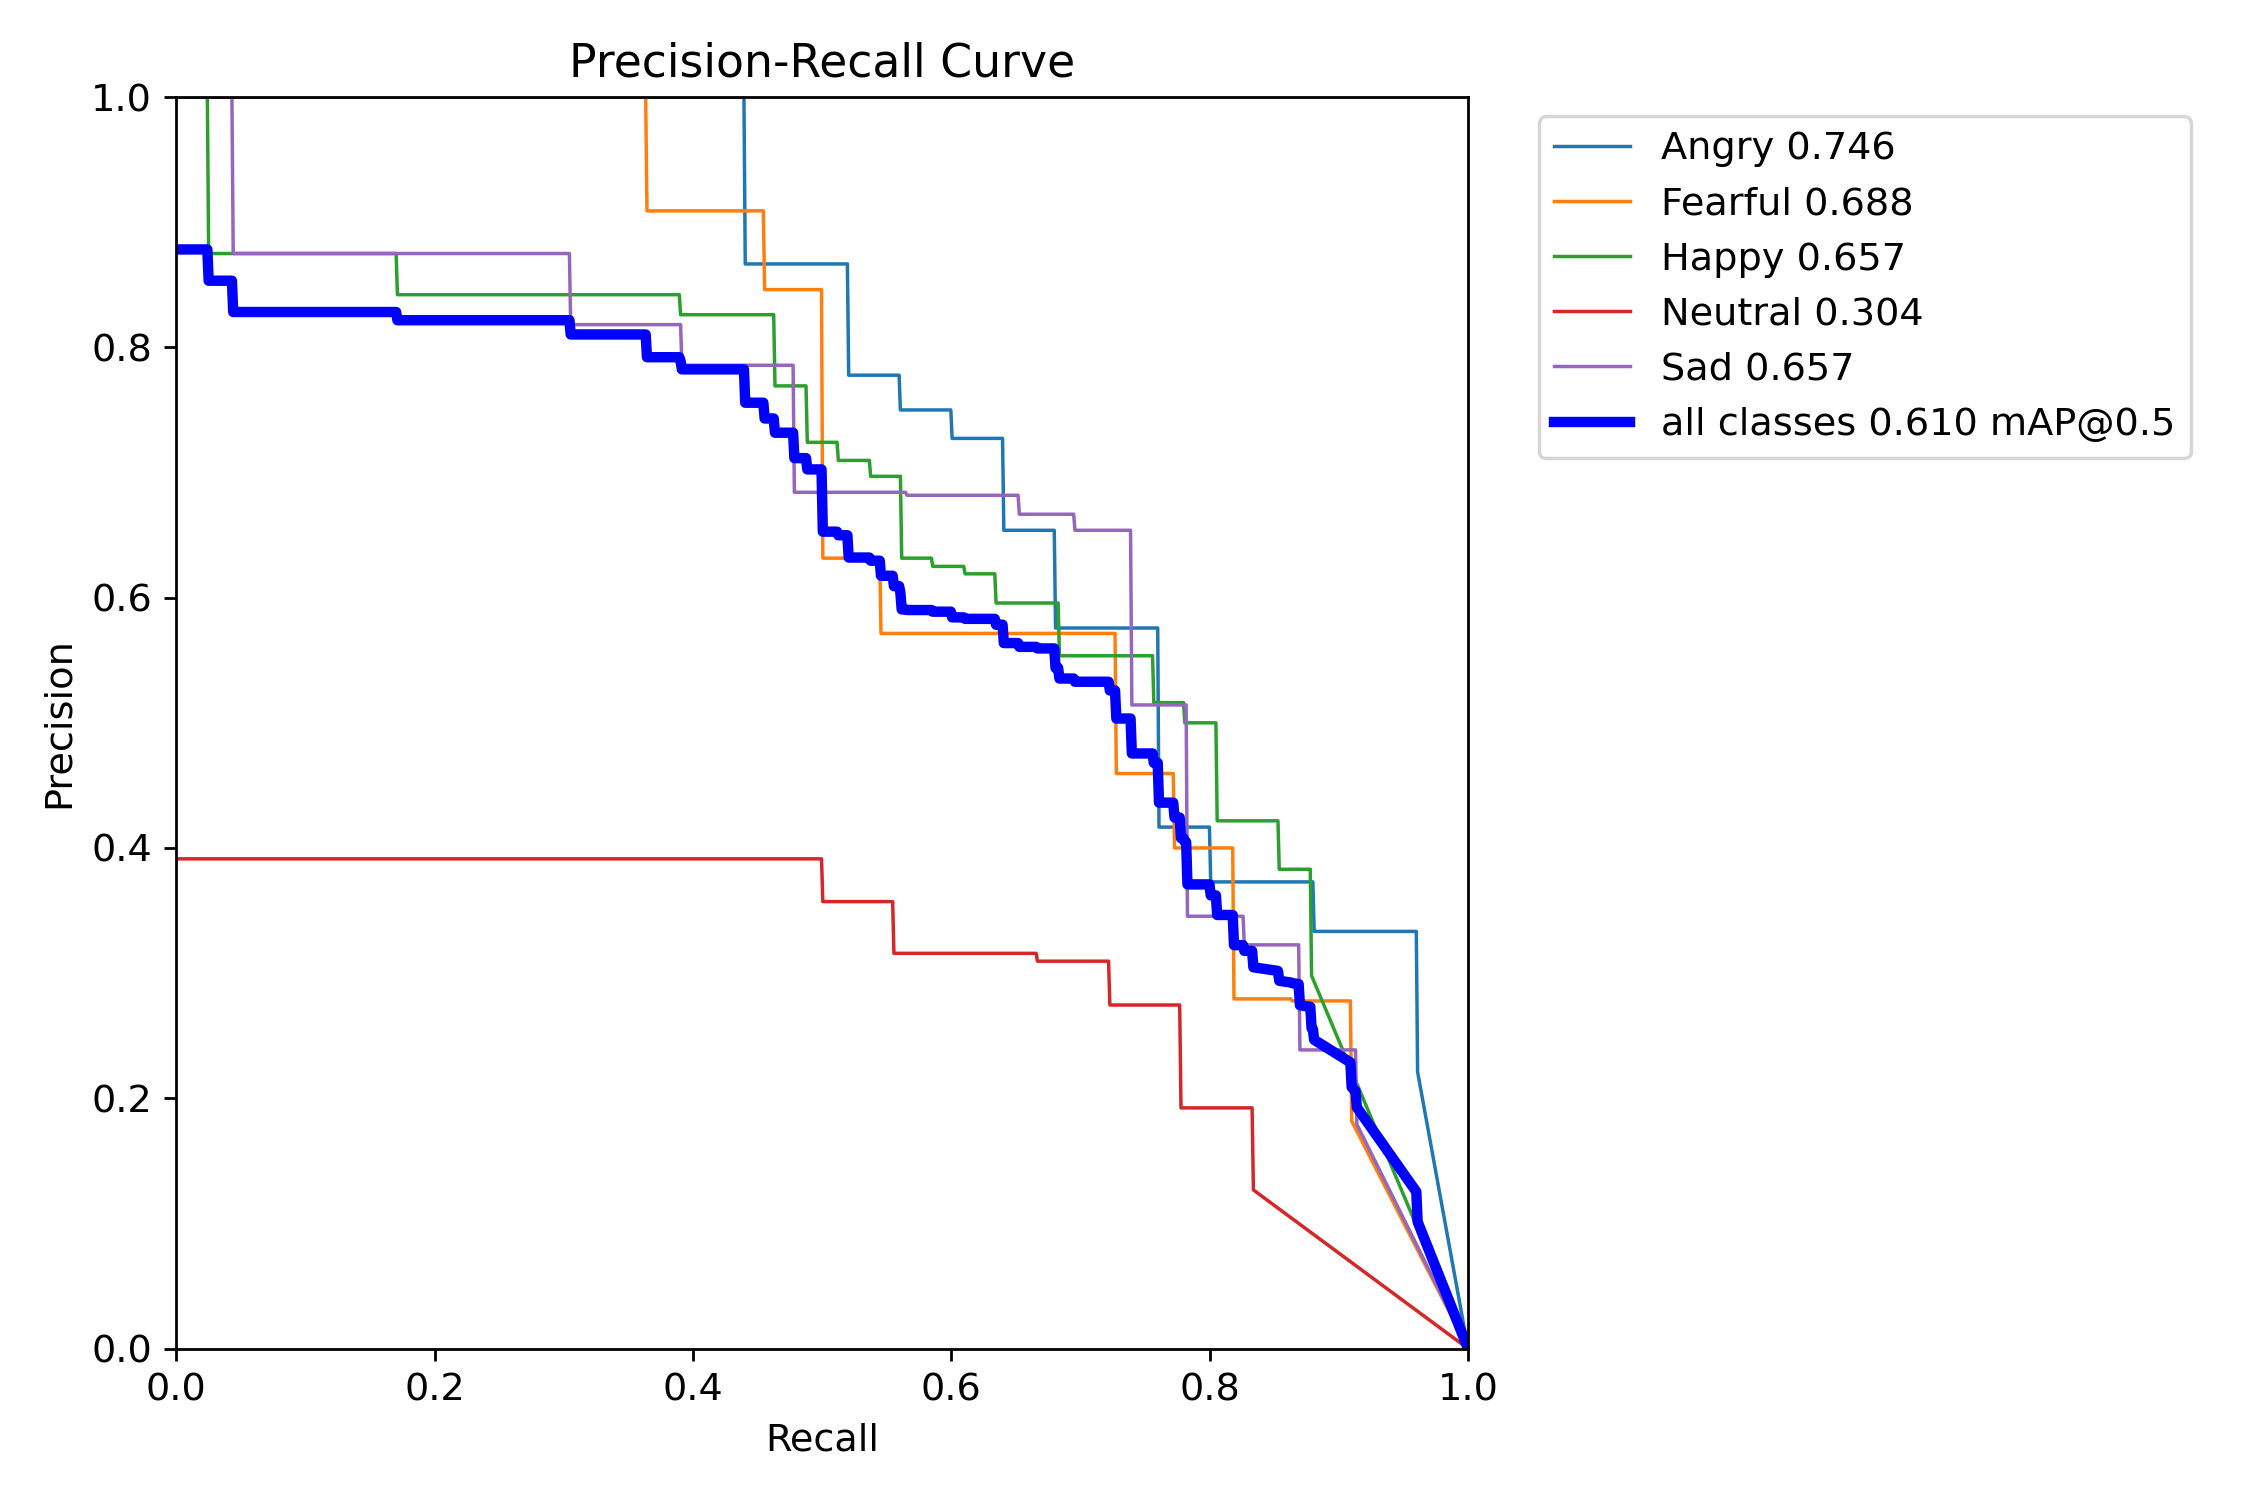 Precision-Recall Curve
1.0
0.8
0.6
0.4
0.2
0.0
Precision
0.0 0.2 0.4 0.6 0.8 1.0
Recall
Angry 0.746
Fearful 0.688
Happy 0.657
Neutral 0.304
Sad 0.657
all classes 0.610 mAP@0.5